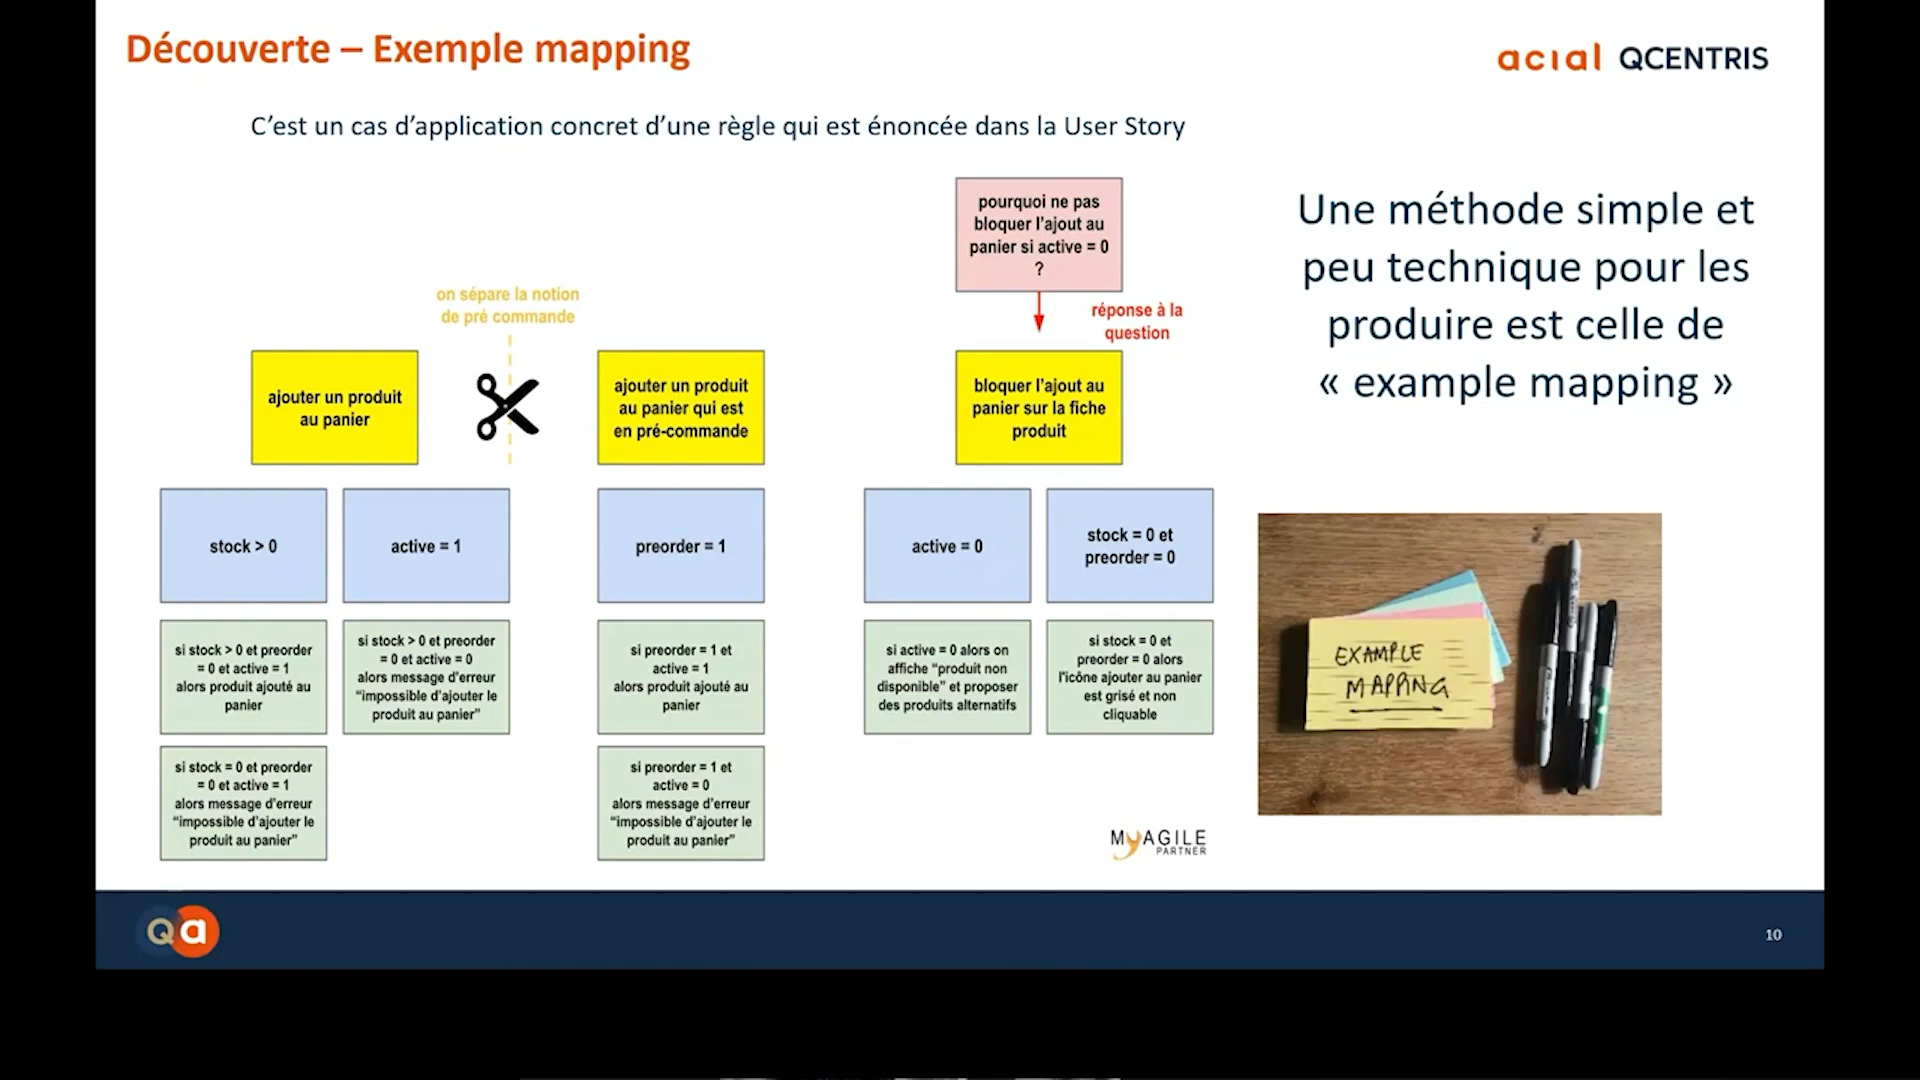 Découverte – Exemple mapping
acial QCENTRIS
C'est un cas d'application concret d'une règle qui est énoncée dans la User Story
pourquoi ne pas
bloquer l'ajout au
panier si active = 0
?
réponse à la
question
on sépare la notion
de pré commande
ajouter un produit
au panier
ajouter un produit
au panier qui est
en pré-commande
bloquer l'ajout au
panier sur la fiche
produit
stock > 0
active = 1
preorder = 1
active = 0
stock = 0 et
preorder = 0
si stock > 0 et preorder
= 0 et active = 1
alors produit ajouté au
panier
si stock > 0 et preorder
= 0 et active = 0
alors message d'erreur
"impossible d'ajouter le
produit au panier"
si preorder = 1 et
active = 1
alors produit ajouté au
panier
si active = 0 alors on
affiche "produit non
disponible" et proposer
des produits alternatifs
si stock = 0 et
preorder = 0 alors
l'icône ajouter au panier
est grisé et non
cliquable
si stock = 0 et preorder
= 0 et active = 1
alors message d'erreur
"impossible d'ajouter le
produit au panier"
si preorder = 1 et
active = 0
alors message d'erreur
"impossible d'ajouter le
produit au panier"
MyAGILE
PARTNER
Une méthode simple et
peu technique pour les
produire est celle de
« example mapping »
EXAMPLE
MAPPING
Qa
10